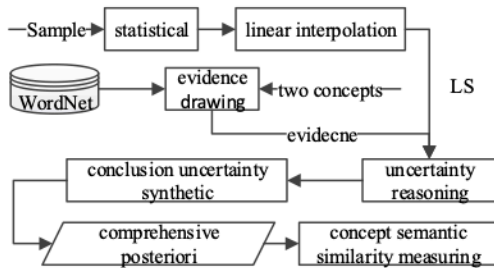 Sample
statistical
linear interpolation
WordNet
evidence
drawing
two concepts
LS
evidecne
conclusion uncertainty
synthetic
uncertainty
reasoning
comprehensive
posteriori
concept semantic
similarity measuring